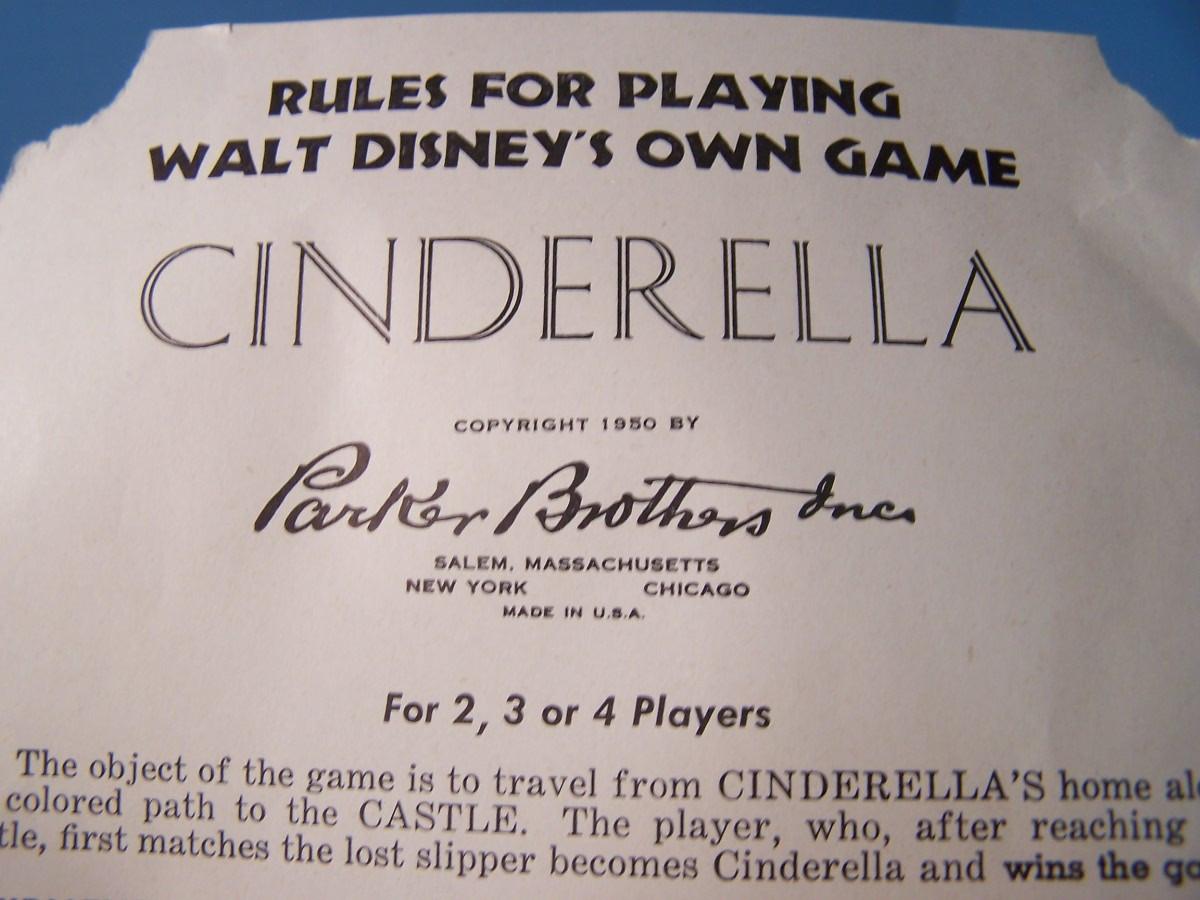 RULES FOR PLAYING
WALT DISNEY'S OWN GAME
CINDERELLA
COPYRIGHT 1950 BY
Parker Brothers Inc.
SALEM, MASSACHUSETTS
NEW YORK CHICAGO
MADE IN U.S.A.
For 2, 3 or 4 Players
The object of the game is to travel from CINDERELLA'S home
colored path to the CASTLE. The player, who, after reaching
first matches the lost slipper becomes Cinderella and wins the